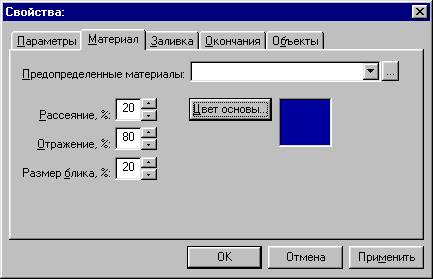 Свойства:
Параметры Материал Заливка Окончания Объекты
Предопределенные материалы: ...
Рассеяние, %: 20 Цвет основы...
Отражение, %: 80
Размер блика, %: 20
OK Отмена Применить